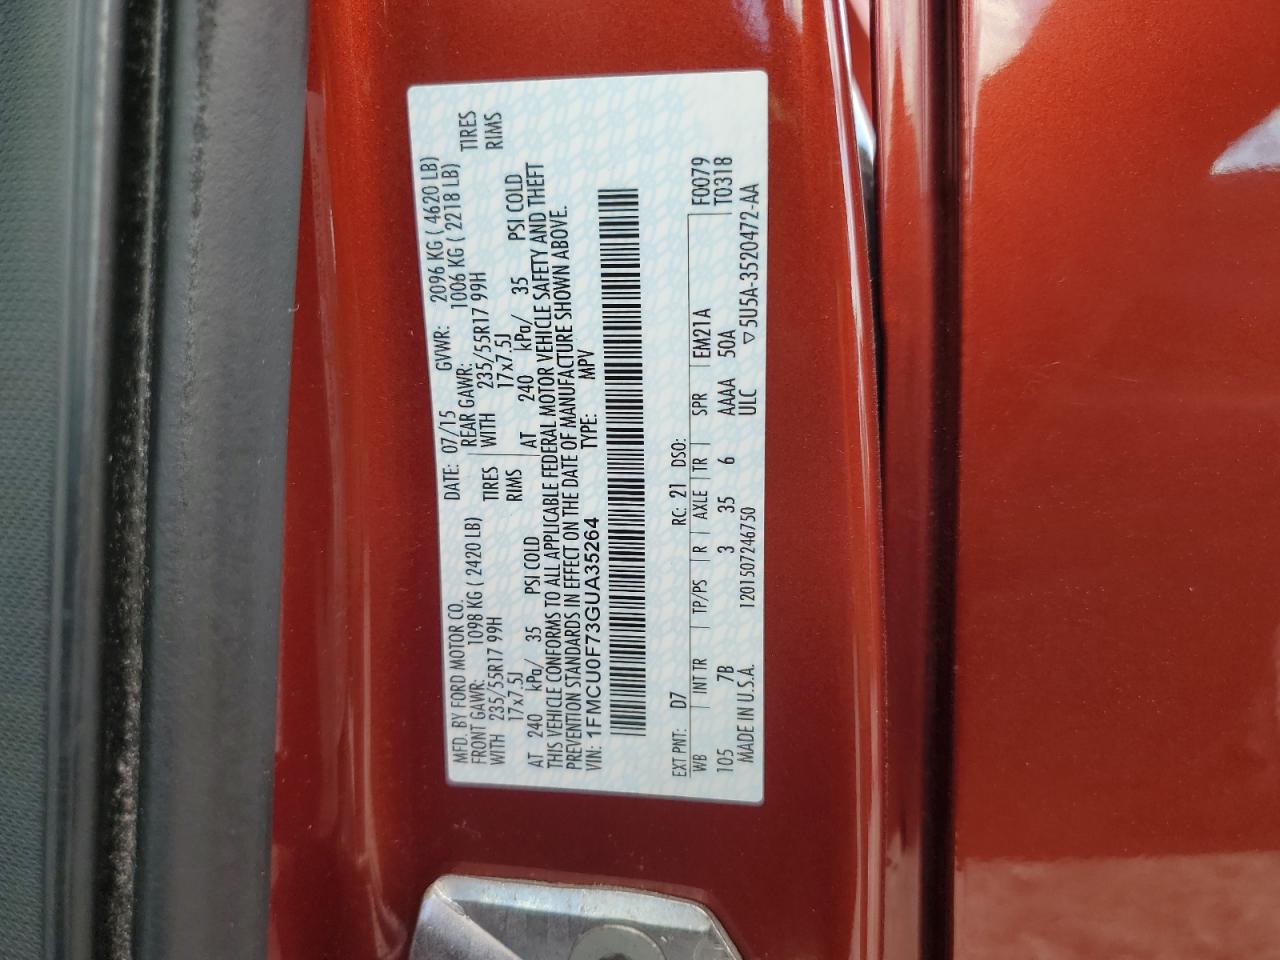 MFD. BY FORD MOTOR CO.
DATE: 07/15 GVWR: 2096 KG ( 4620 LB)
FRONT GAWR: 1098 KG ( 2420 LB) REAR GAWR: 1006 KG ( 2218 LB)
WITH 235/55R17 99H TIRES WITH 235/55R17 99H TIRES
17x7.5J RIMS 17x7.5J RIMS
AT 240 kPa/ 35 PSI COLD AT 240 kPa/ 35 PSI COLD
THIS VEHICLE CONFORMS TO ALL APPLICABLE FEDERAL MOTOR VEHICLE SAFETY AND THEFT
PREVENTION STANDARDS IN EFFECT ON THE DATE OF MANUFACTURE SHOWN ABOVE.
VIN: 1FMCU0F73GUA35264 TYPE: MPV
EXT PNT: D7 RC: 21 DSO: F0079
WB INT TR TP/PS R AXLE TR SPR EM21A T0318
105 7B 3 35 6 AAAA 50A
MADE IN U.S.A. 1201507246750 ULC ▽5U5A-3520472-AA